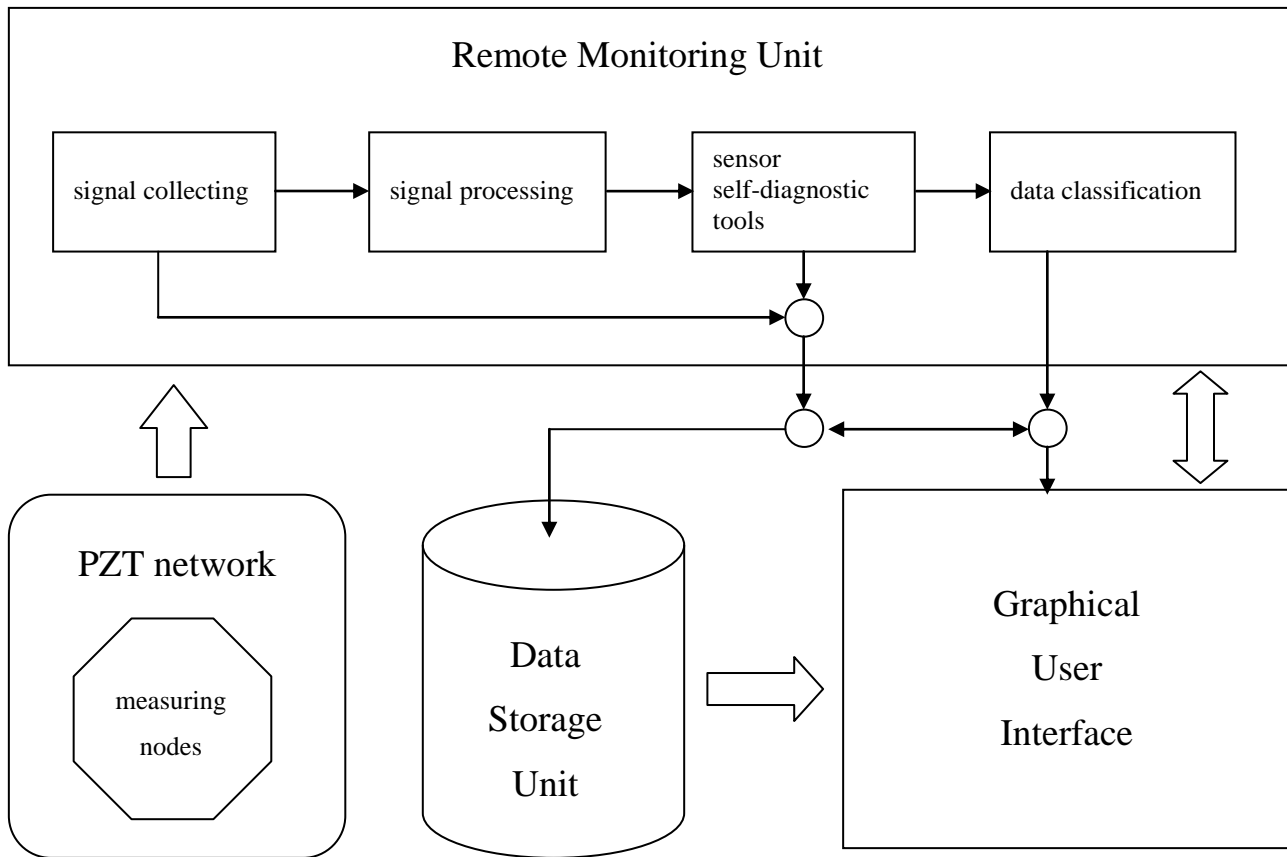 Remote Monitoring Unit
signal collecting
signal processing
sensor
self-diagnostic
tools
data classification
PZT network
measuring
nodes
Data
Storage
Unit
Graphical
User
Interface